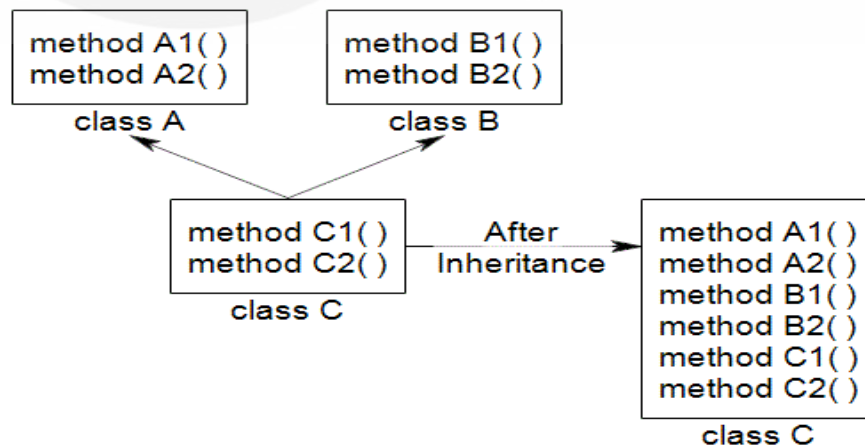 method A1( )
method A2( )
class A
method B1( )
method B2( )
class B
method C1( )
method C2( )
class C
After
Inheritance
method A1( )
method A2( )
method B1( )
method B2( )
method C1( )
method C2( )
class C